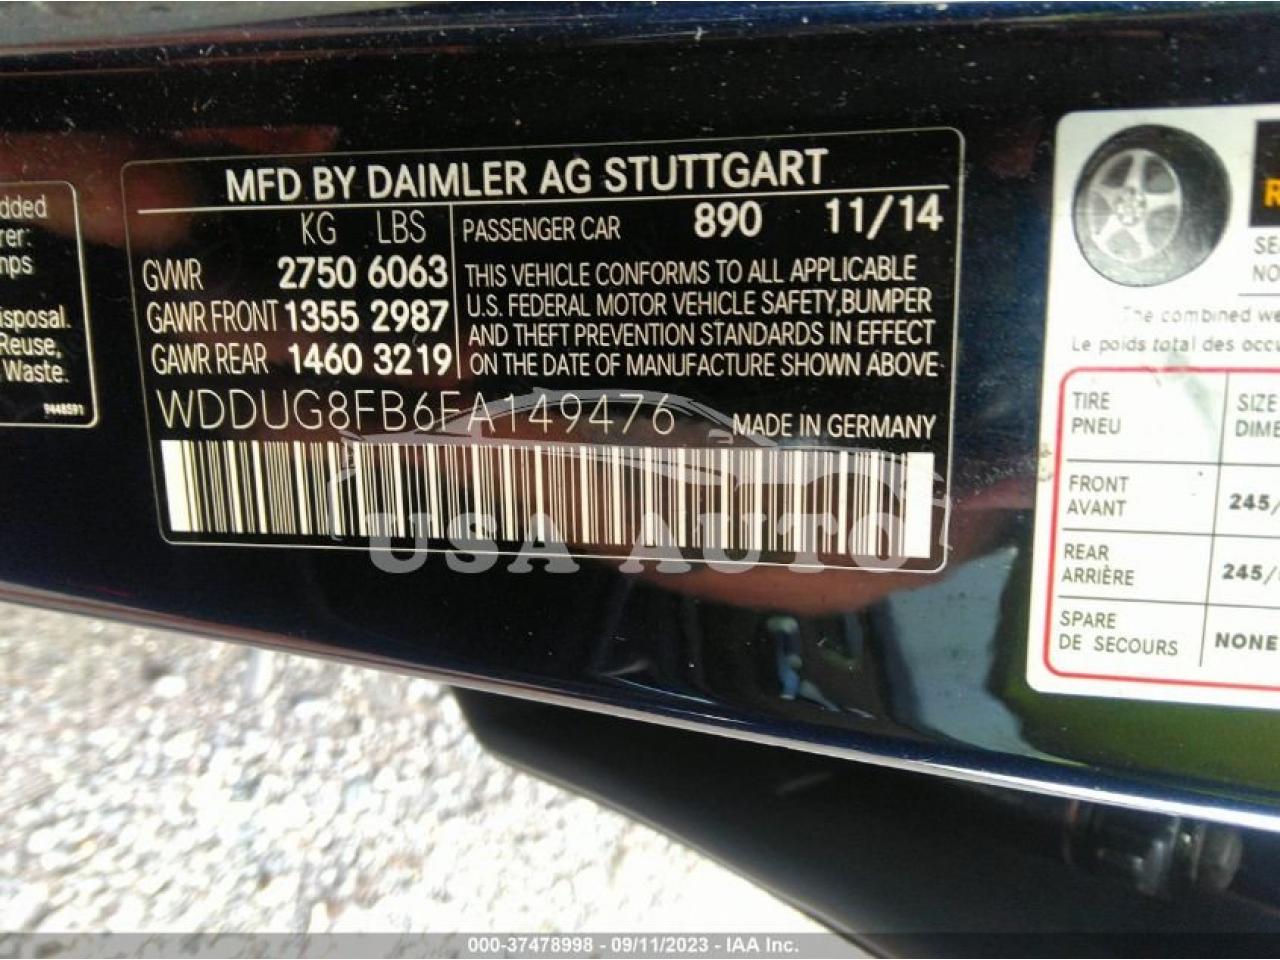 dded
rer:
mps
isposal.
Reuse,
Waste.
MFD BY DAIMLER AG STUTTGART
KG LBS
GVWR 2750 6063
GAWR FRONT 1355 2987
GAWR REAR 1460 3219
PASSENGER CAR 890 11/14
THIS VEHICLE CONFORMS TO ALL APPLICABLE
U.S. FEDERAL MOTOR VEHICLE SAFETY,BUMPER
AND THEFT PREVENTION STANDARDS IN EFFECT
ON THE DATE OF MANUFACTURE SHOWN ABOVE
WDDUG8FB6FA149476 MADE IN GERMANY
USA AUTO
R
SE
NO
The combined we
Le poids total des occu
TIRE
PNEU
SIZE
DIME
FRONT
AVANT
245/
REAR
ARRIÈRE
245/
SPARE
DE SECOURS
NONE
000-37478998 - 09/11/2023 - IAA Inc.